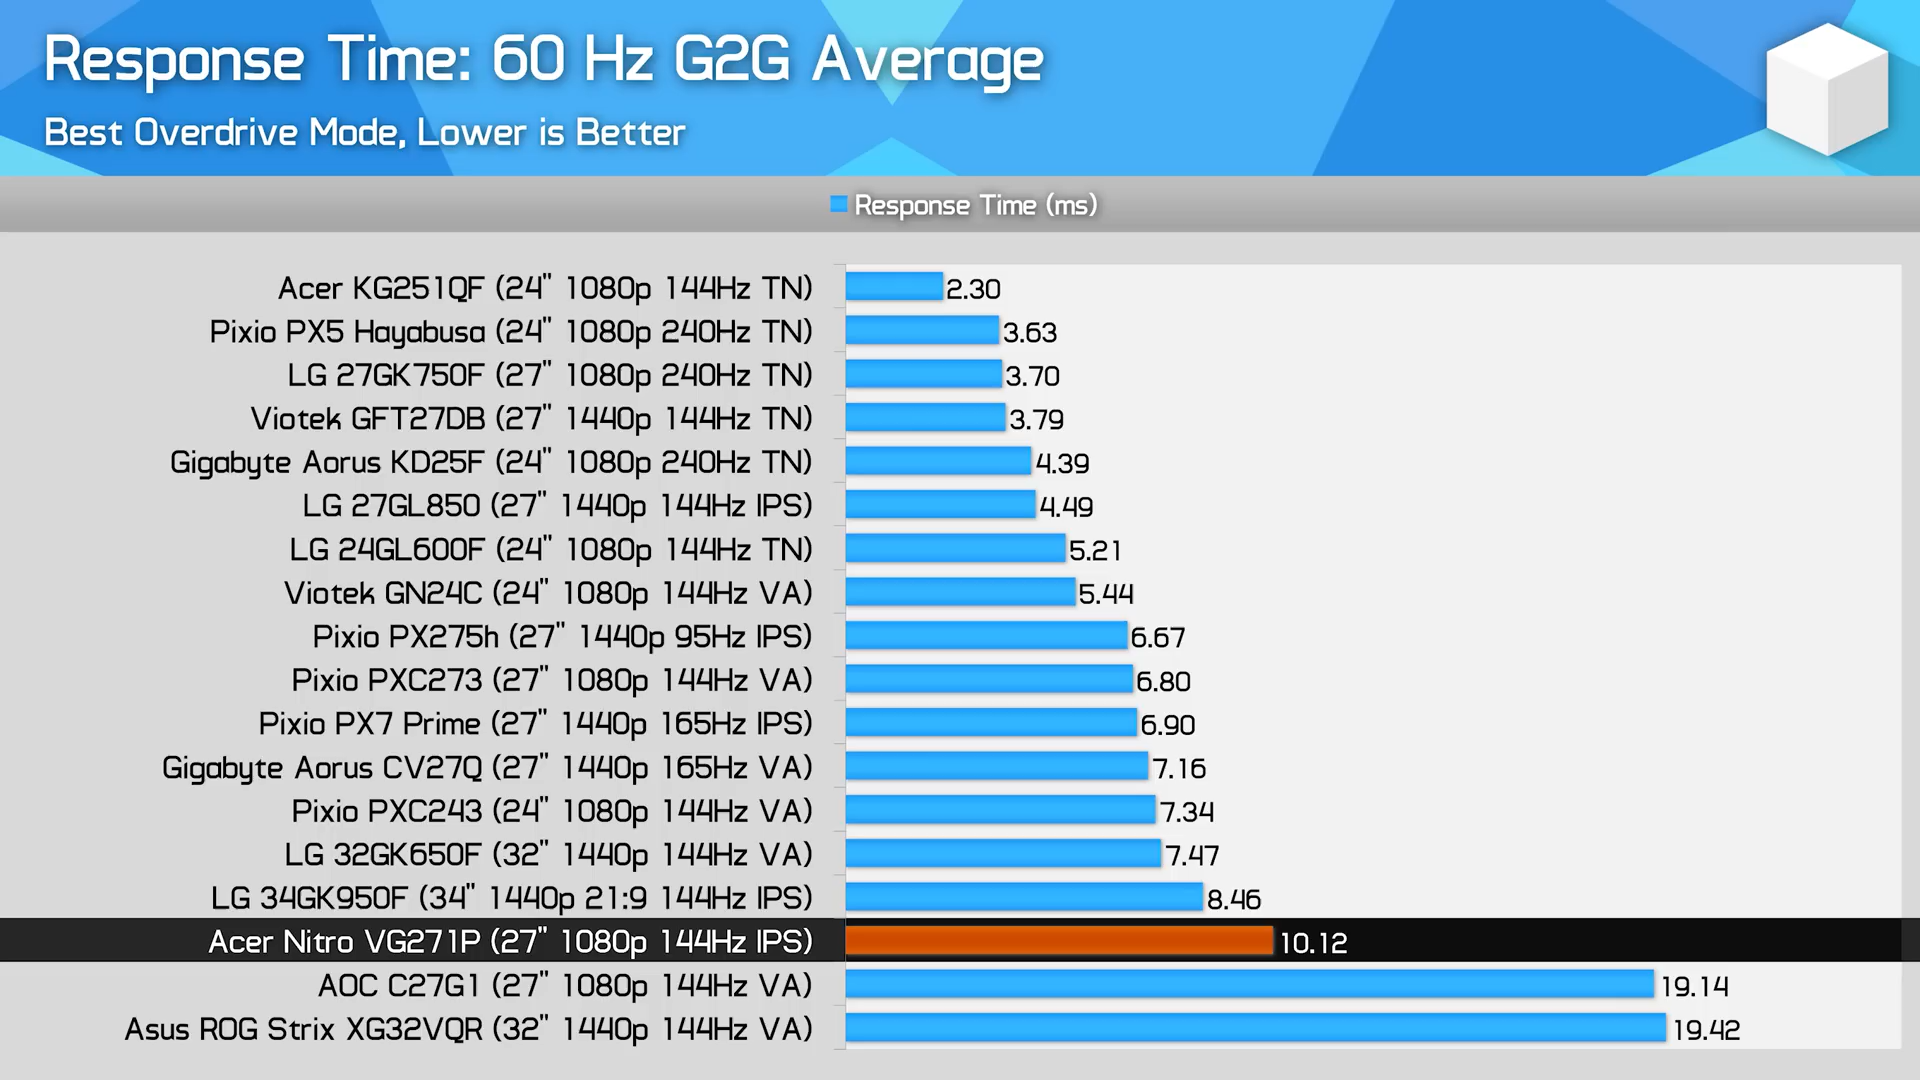 Response Time: 60 Hz G2G Average
Best Overdrive Mode, Lower is Better
Response Time (ms)
Acer KG251QF (24" 1080p 144Hz TN) 2.30
Pixio PX5 Hayabusa (24" 1080p 240Hz TN) 3.63
LG 27GK750F (27" 1080p 240Hz TN) 3.70
Viotek GFT27DB (27" 1440p 144Hz TN) 3.79
Gigabyte Aorus KD25F (24" 1080p 240Hz TN) 4.39
LG 27GL850 (27" 1440p 144Hz IPS) 4.49
LG 24GL600F (24" 1080p 144Hz TN) 5.21
Viotek GN24C (24" 1080p 144Hz VA) 5.44
Pixio PX275h (27" 1440p 95Hz IPS) 6.67
Pixio PXC273 (27" 1080p 144Hz VA) 6.80
Pixio PX7 Prime (27" 1440p 165Hz IPS) 6.90
Gigabyte Aorus CV27Q (27" 1440p 165Hz VA) 7.16
Pixio PXC243 (24" 1080p 144Hz VA) 7.34
LG 32GK650F (32" 1440p 144Hz VA) 7.47
LG 34GK950F (34" 1440p 21:9 144Hz IPS) 8.46
Acer Nitro VG271P (27" 1080p 144Hz IPS) 10.12
AOC C27G1 (27" 1080p 144Hz VA) 19.14
Asus ROG Strix XG32VQR (32" 1440p 144Hz VA) 19.42